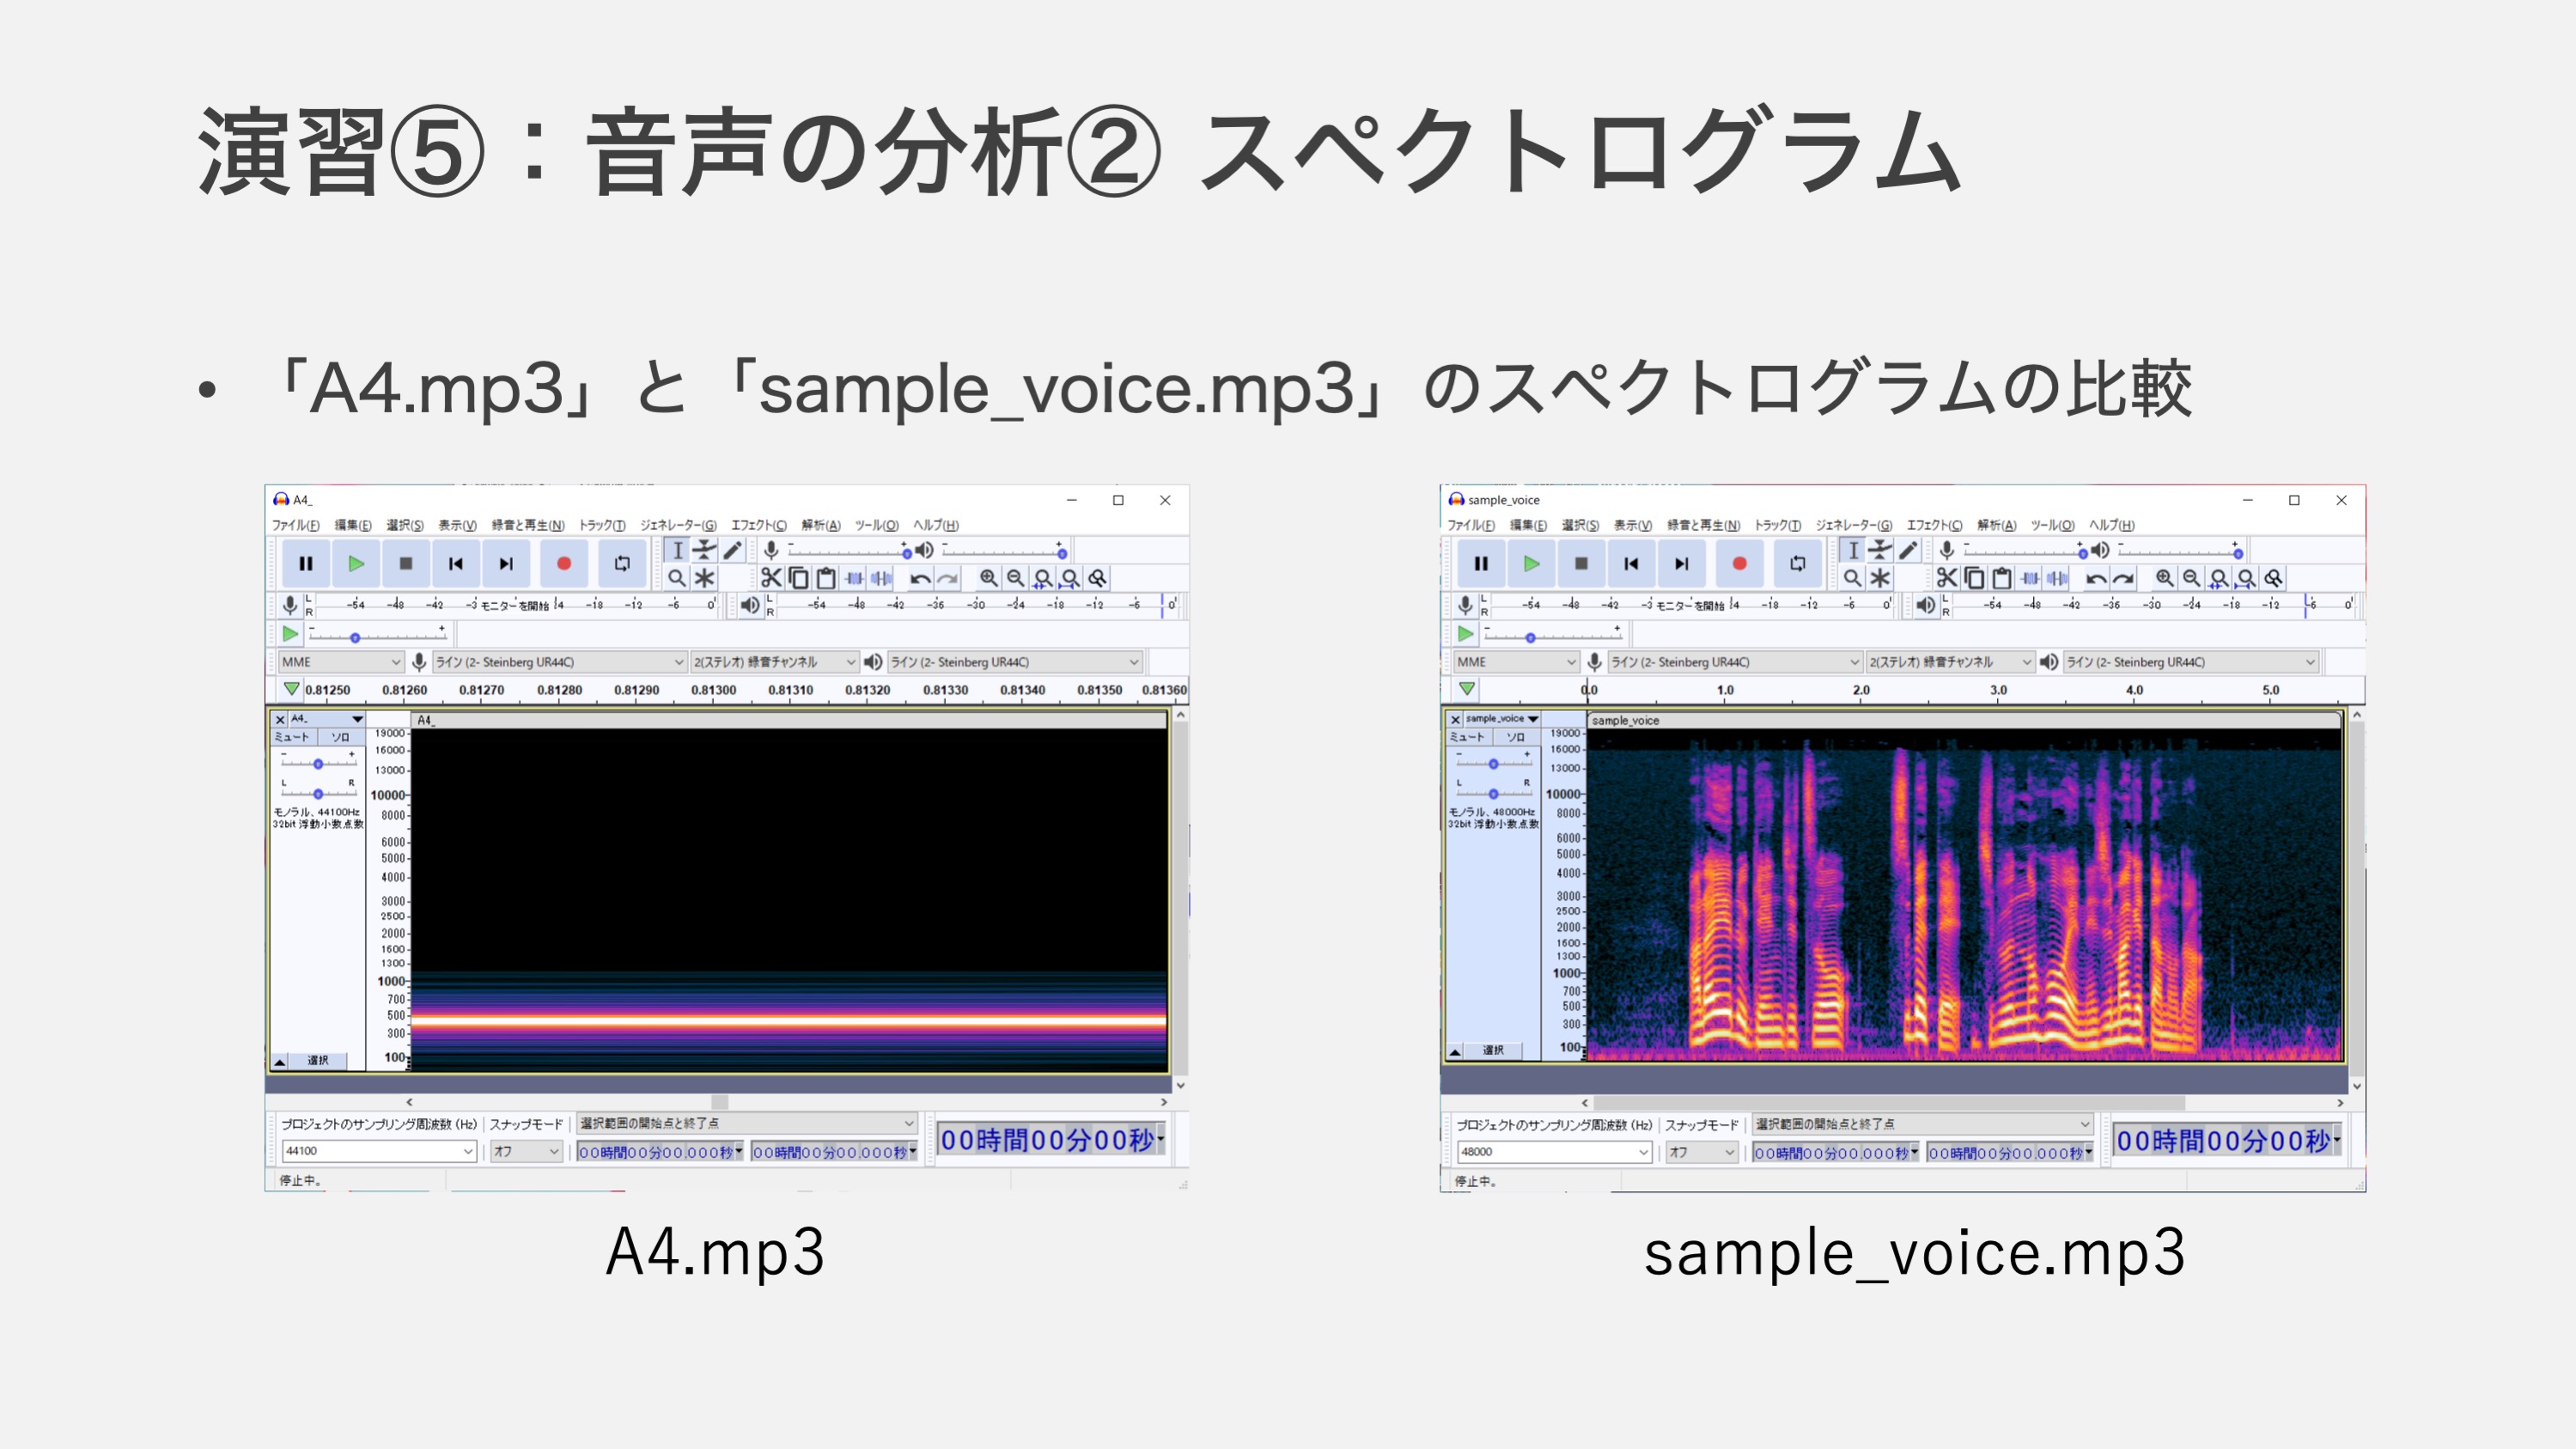 演習⑤：音声の分析② スペクトログラム
• 「A4.mp3」と「sample_voice.mp3」のスペクトログラムの比較
A4_
ファイル(F) 編集(E) 選択(S) 表示(V) 録音と再生(N) トラック(T) ジェネレーター(G) エフェクト(C) 解析(A) ツール(O) ヘルプ(H)
L R -54 -48 -42 -3 モニターを開始 !4 -18 -12 -6 0 L R -54 -48 -42 -36 -30 -24 -18 -12 -6 0
MME ライン (2- Steinberg UR44C) 2(ステレオ) 録音チャンネル ライン (2- Steinberg UR44C)
0.81250 0.81260 0.81270 0.81280 0.81290 0.81300 0.81310 0.81320 0.81330 0.81340 0.81350 0.81360
A4_ A4_
ミュート ソロ
- +
L R
モノラル、44100Hz
32bit 浮動小数点数
選択
19000
16000
13000
10000
8000
6000
5000
4000
3000
2500
2000
1600
1300
1000
700
500
300
100
プロジェクトのサンプリング周波数 (Hz) スナップモード 選択範囲の開始点と終了点
44100 オフ 00時間00分00.000秒 00時間00分00.000秒 00時間00分00秒
停止中。
A4.mp3
sample_voice
ファイル(F) 編集(E) 選択(S) 表示(V) 録音と再生(N) トラック(T) ジェネレーター(G) エフェクト(C) 解析(A) ツール(O) ヘルプ(H)
L R -54 -48 -42 -3 モニターを開始 !4 -18 -12 -6 0 L R -54 -48 -42 -36 -30 -24 -18 -12 -6 0
MME ライン (2- Steinberg UR44C) 2(ステレオ) 録音チャンネル ライン (2- Steinberg UR44C)
0.0 1.0 2.0 3.0 4.0 5.0
sample_voice sample_voice
ミュート ソロ
- +
L R
モノラル、48000Hz
32bit 浮動小数点数
選択
19000
16000
13000
10000
8000
6000
5000
4000
3000
2500
2000
1600
1300
1000
700
500
300
100
プロジェクトのサンプリング周波数 (Hz) スナップモード 選択範囲の開始点と終了点
48000 オフ 00時間00分00.000秒 00時間00分00.000秒 00時間00分00秒
停止中。
sample_voice.mp3